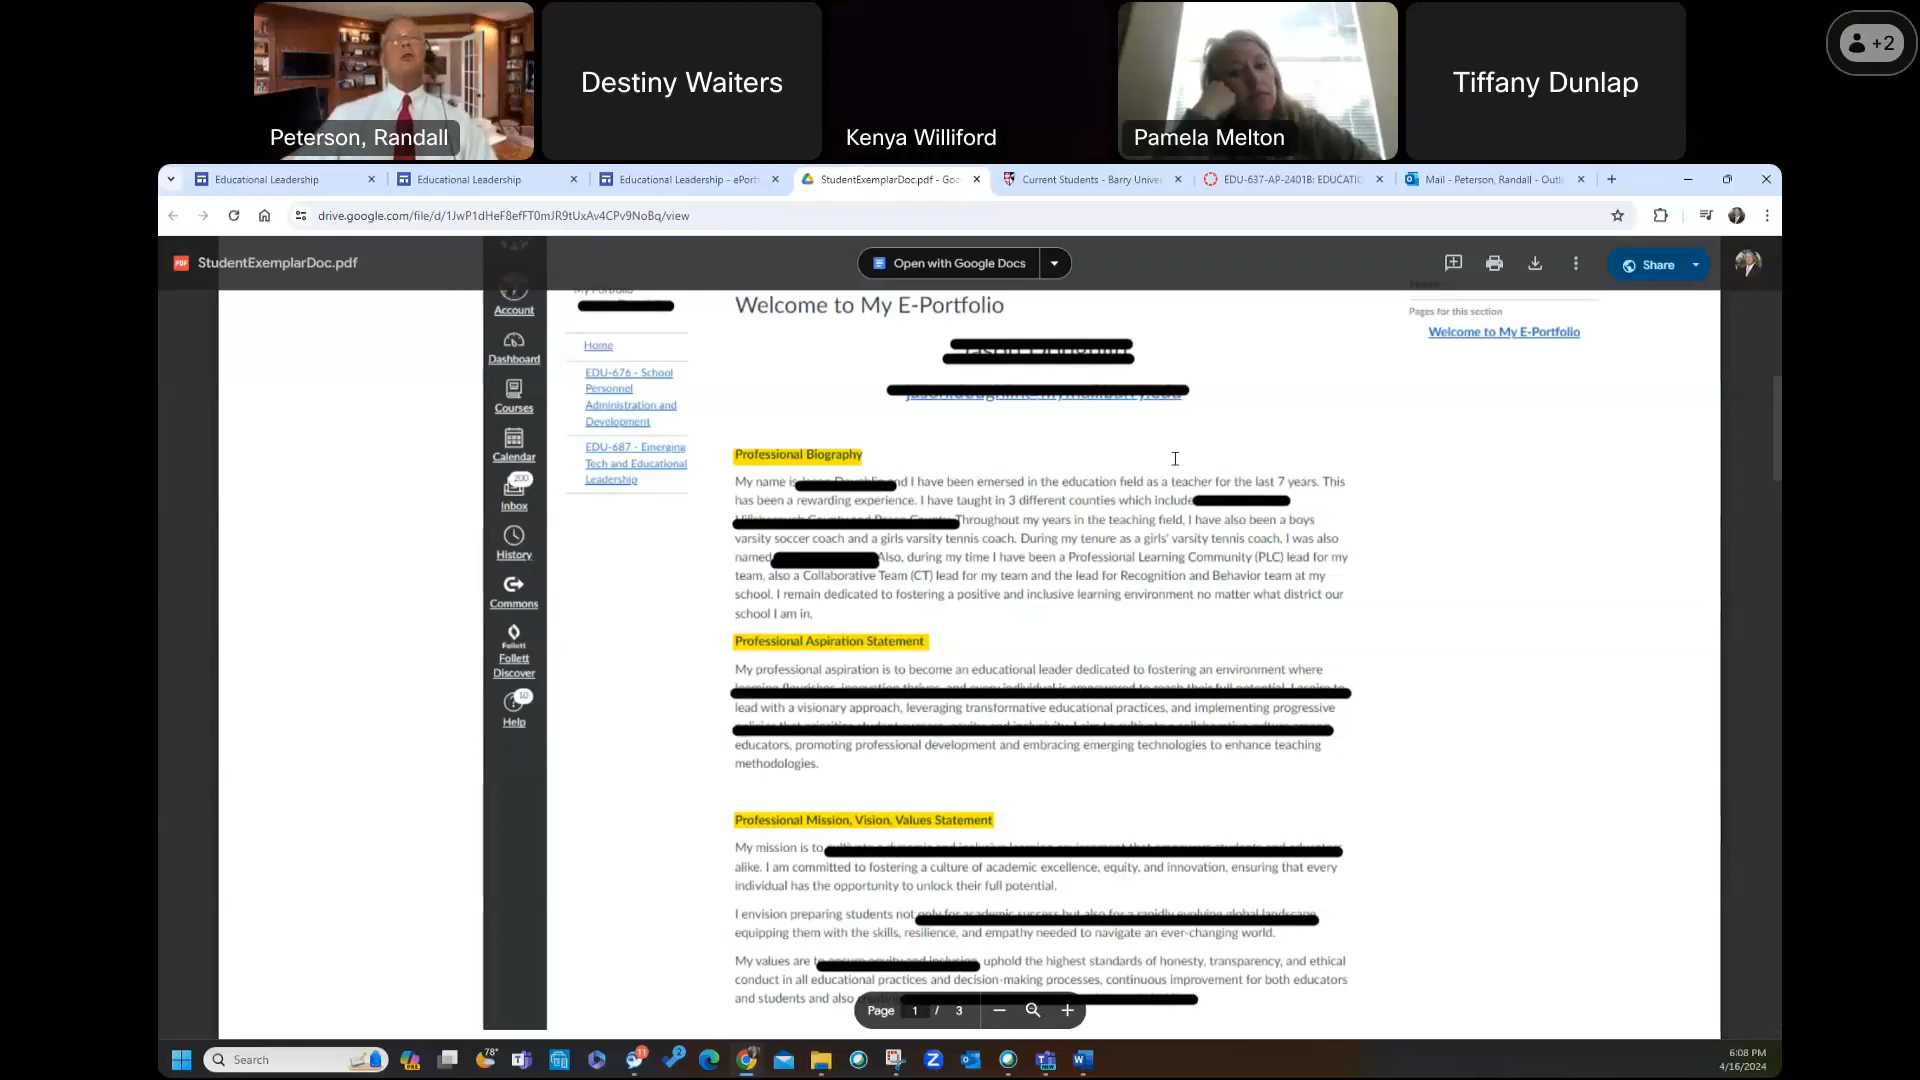 Peterson, Randall
Destiny Waiters
Kenya Williford
Pamela Melton
Tiffany Dunlap
+2
Educational Leadership
Educational Leadership
Educational Leadership - ePort
StudentExemplarDoc.pdf - Goo
Current Students - Barry Univer
EDU-637-AP-2401B: EDUCATIO
Mail - Peterson, Randall - Outl
drive.google.com/file/d/1JwP1dHeF8efFT0mJR9tUxAv4CPv9NoBq/view
PDF
StudentExemplarDoc.pdf
Open with Google Docs
Share
Account
Dashboard
Courses
Calendar
200
Inbox
History
Commons
Follett
Follett
Discover
10
Help
Home
EDU-676 - School
Personnel
Administration and
Development
EDU-687 - Emerging
Tech and Educational
Leadership
Welcome to My E-Portfolio
Professional Biography
My name is and I have been emersed in the education field as a teacher for the last 7 years. This
has been a rewarding experience. I have taught in 3 different counties which include
Throughout my years in the teaching field, I have also been a boys
varsity soccer coach and a girls varsity tennis coach. During my tenure as a girls' varsity tennis coach, I was also
named Also, during my time I have been a Professional Learning Community (PLC) lead for my
team, also a Collaborative Team (CT) lead for my team and the lead for Recognition and Behavior team at my
school. I remain dedicated to fostering a positive and inclusive learning environment no matter what district our
school I am in.
Professional Aspiration Statement
My professional aspiration is to become an educational leader dedicated to fostering an environment where
lead with a visionary approach, leveraging transformative educational practices, and implementing progressive
educators, promoting professional development and embracing emerging technologies to enhance teaching
methodologies.
Professional Mission, Vision, Values Statement
My mission is to
alike. I am committed to fostering a culture of academic excellence, equity, and innovation, ensuring that every
individual has the opportunity to unlock their full potential.
I envision preparing students not
equipping them with the skills, resilience, and empathy needed to navigate an ever-changing world.
My values are uphold the highest standards of honesty, transparency, and ethical
conduct in all educational practices and decision-making processes, continuous improvement for both educators
and students and also
Pages for this section
Welcome to My E-Portfolio
Page 1 / 3
Search
78°
6:08 PM
4/16/2024